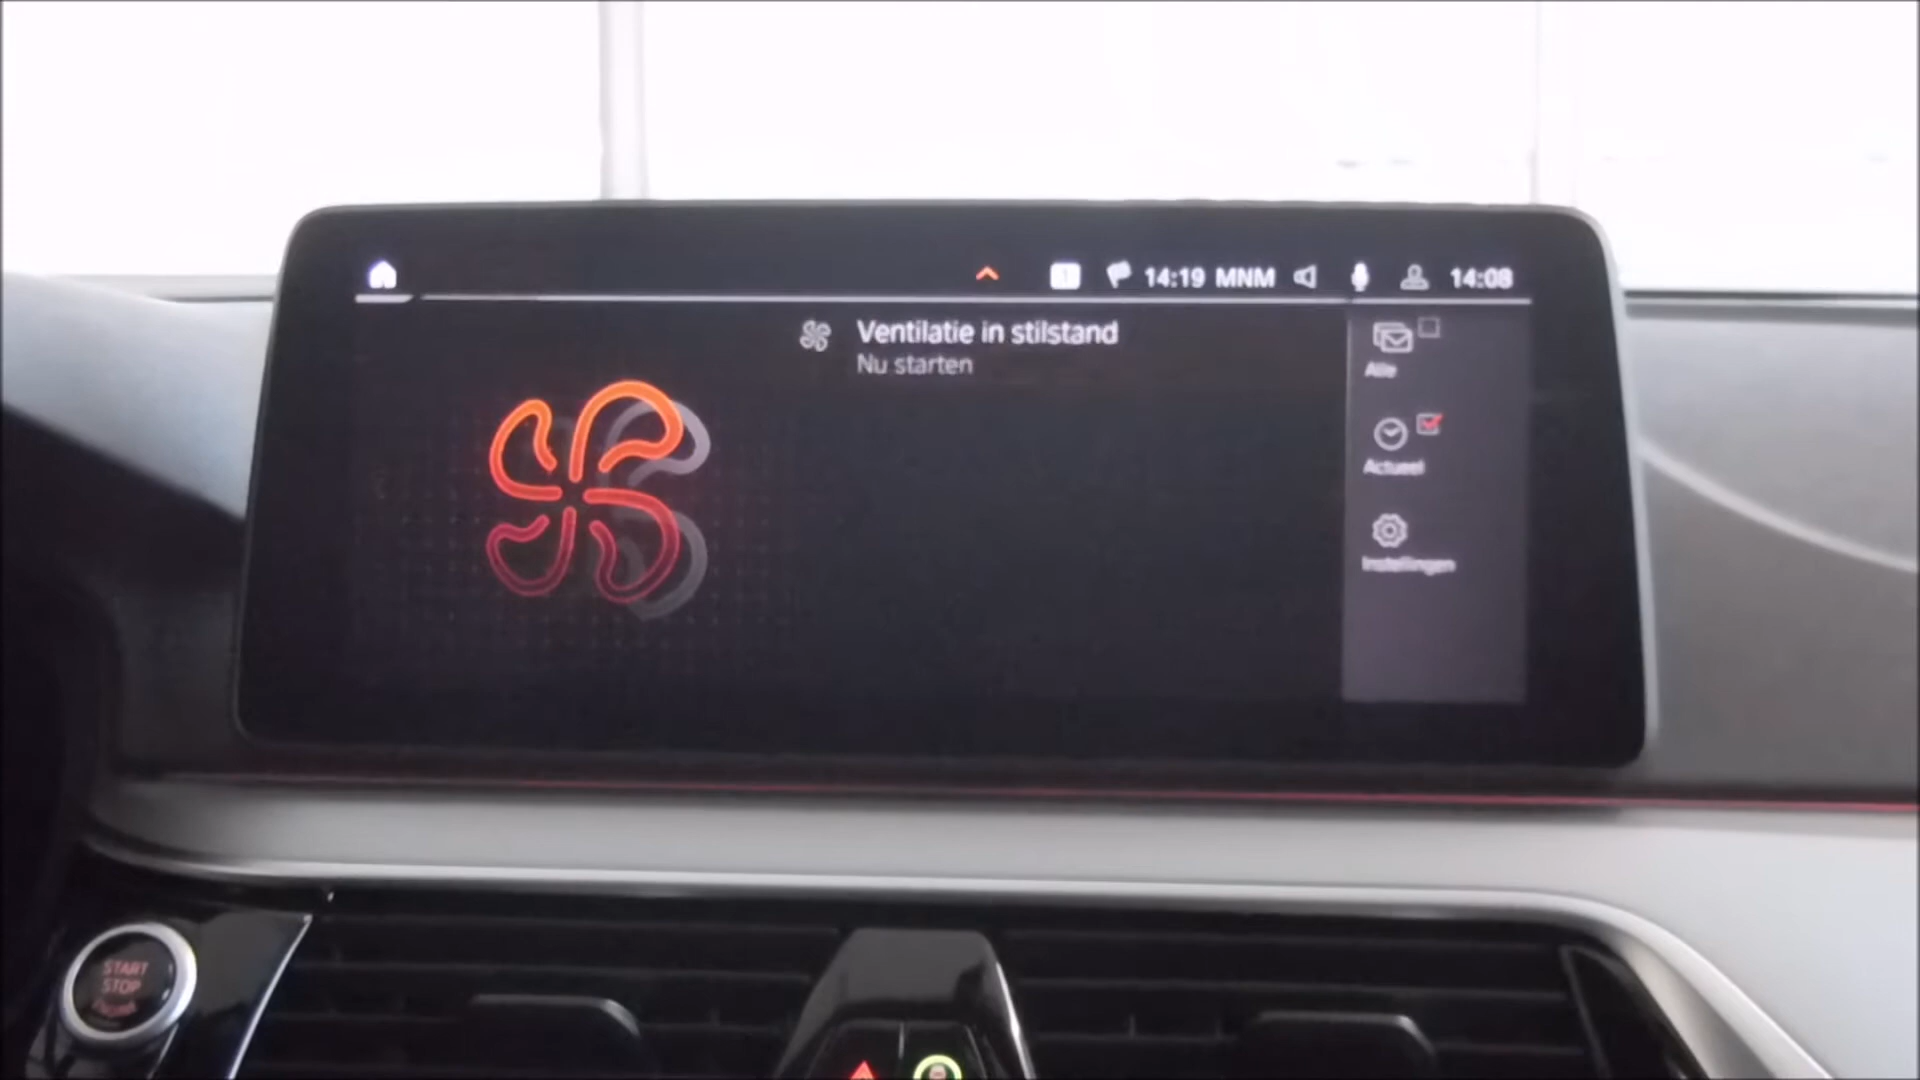 14:19 MNM 14:08
Ventilatie in stilstand
Nu starten
Alle
Actueel
Instellingen
START
STOP